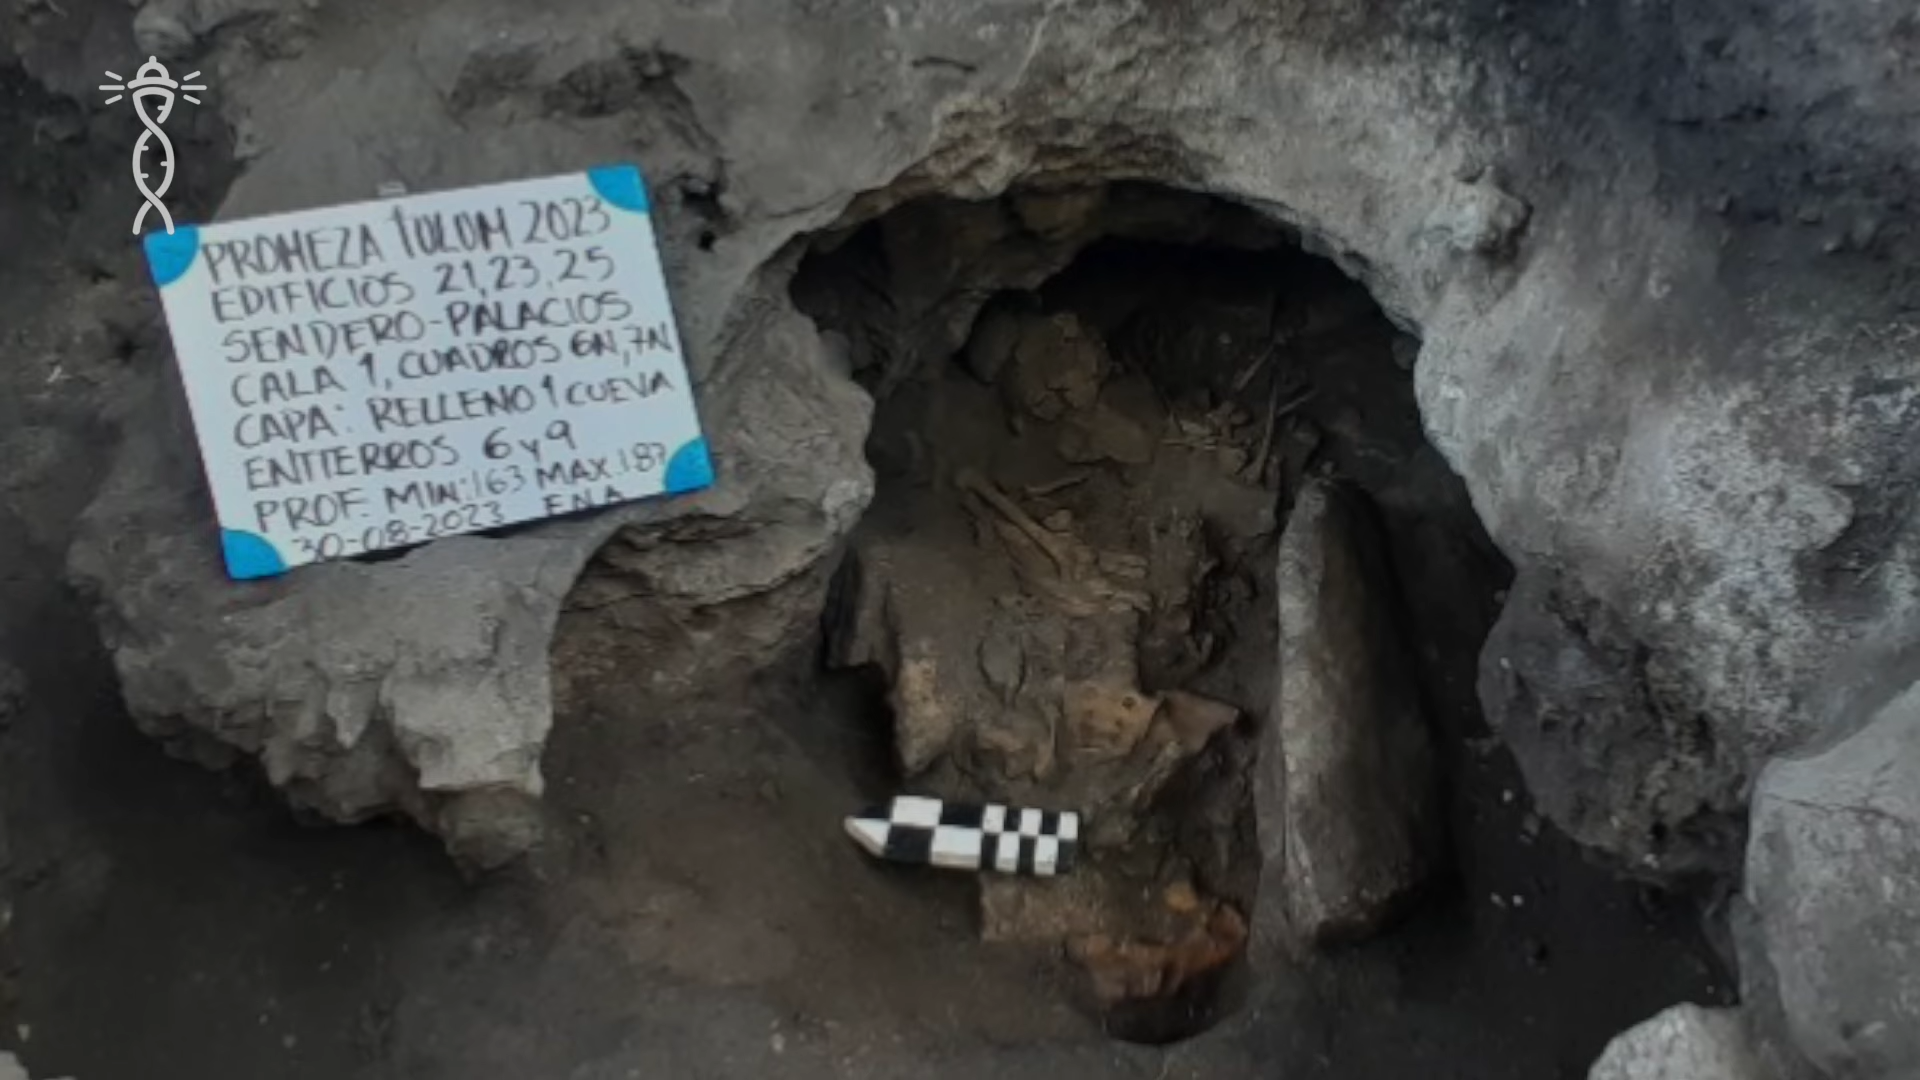 PROMEZA TULUM 2023
EDIFICIOS 21, 23, 25
SENDERO-PALACIOS
CALA 1, CUADROS 6N, 7N
CAPA: RELLENO 1 CUEVA
ENTIERROS 6 y 9
PROF. MIN: 163 MAX 187
30-08-2023 ENA